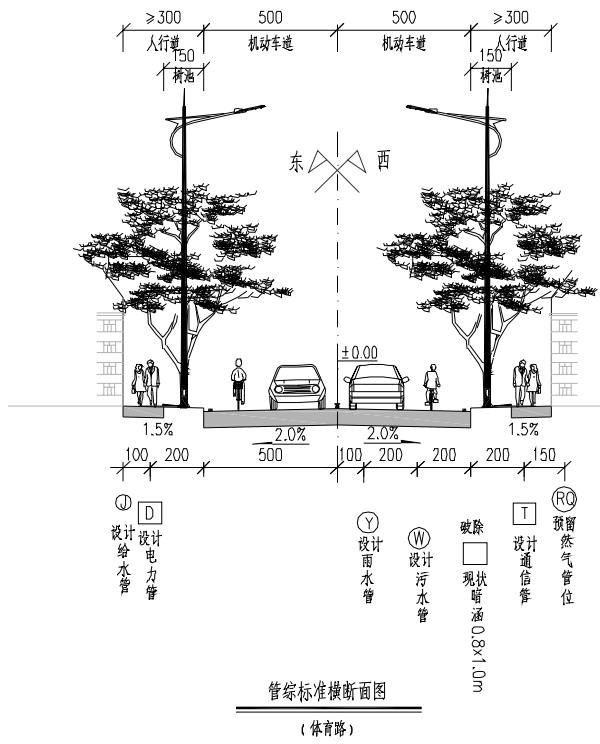 ≥300 500 500 ≥300
人行道 机动车道 机动车道 人行道
150 150
树池 树池
东 西
±0.00
1.5% 2.0% 2.0% 1.5%
100 200 500 100 200 200 200 150
J
设计给水管
D
设计电力管
Y
设计雨水管
W
设计污水管
破除
现状暗涵0.8x1.0m
T
设计通信管
RQ
预留燃气管位
管综标准横断面图
(体育路)